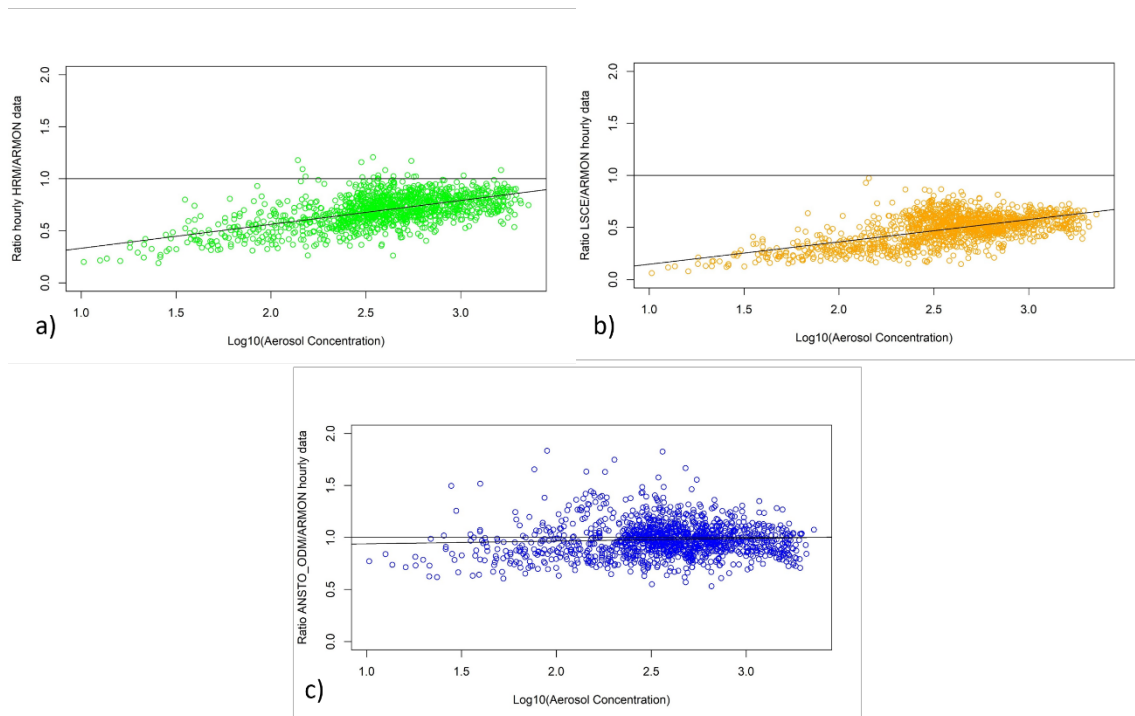 Ratio hourly HRM/ARMON data
2.0
1.5
1.0
0.5
0.0
1.0 1.5 2.0 2.5 3.0
Log10(Aerosol Concentration)
a)
Ratio LSCE/ARMON hourly data
2.0
1.5
1.0
0.5
0.0
1.0 1.5 2.0 2.5 3.0
Log10(Aerosol Concentration)
b)
Ratio ANSTO_ODM/ARMON hourly data
2.0
1.5
1.0
0.5
0.0
1.0 1.5 2.0 2.5 3.0
Log10(Aerosol Concentration)
c)